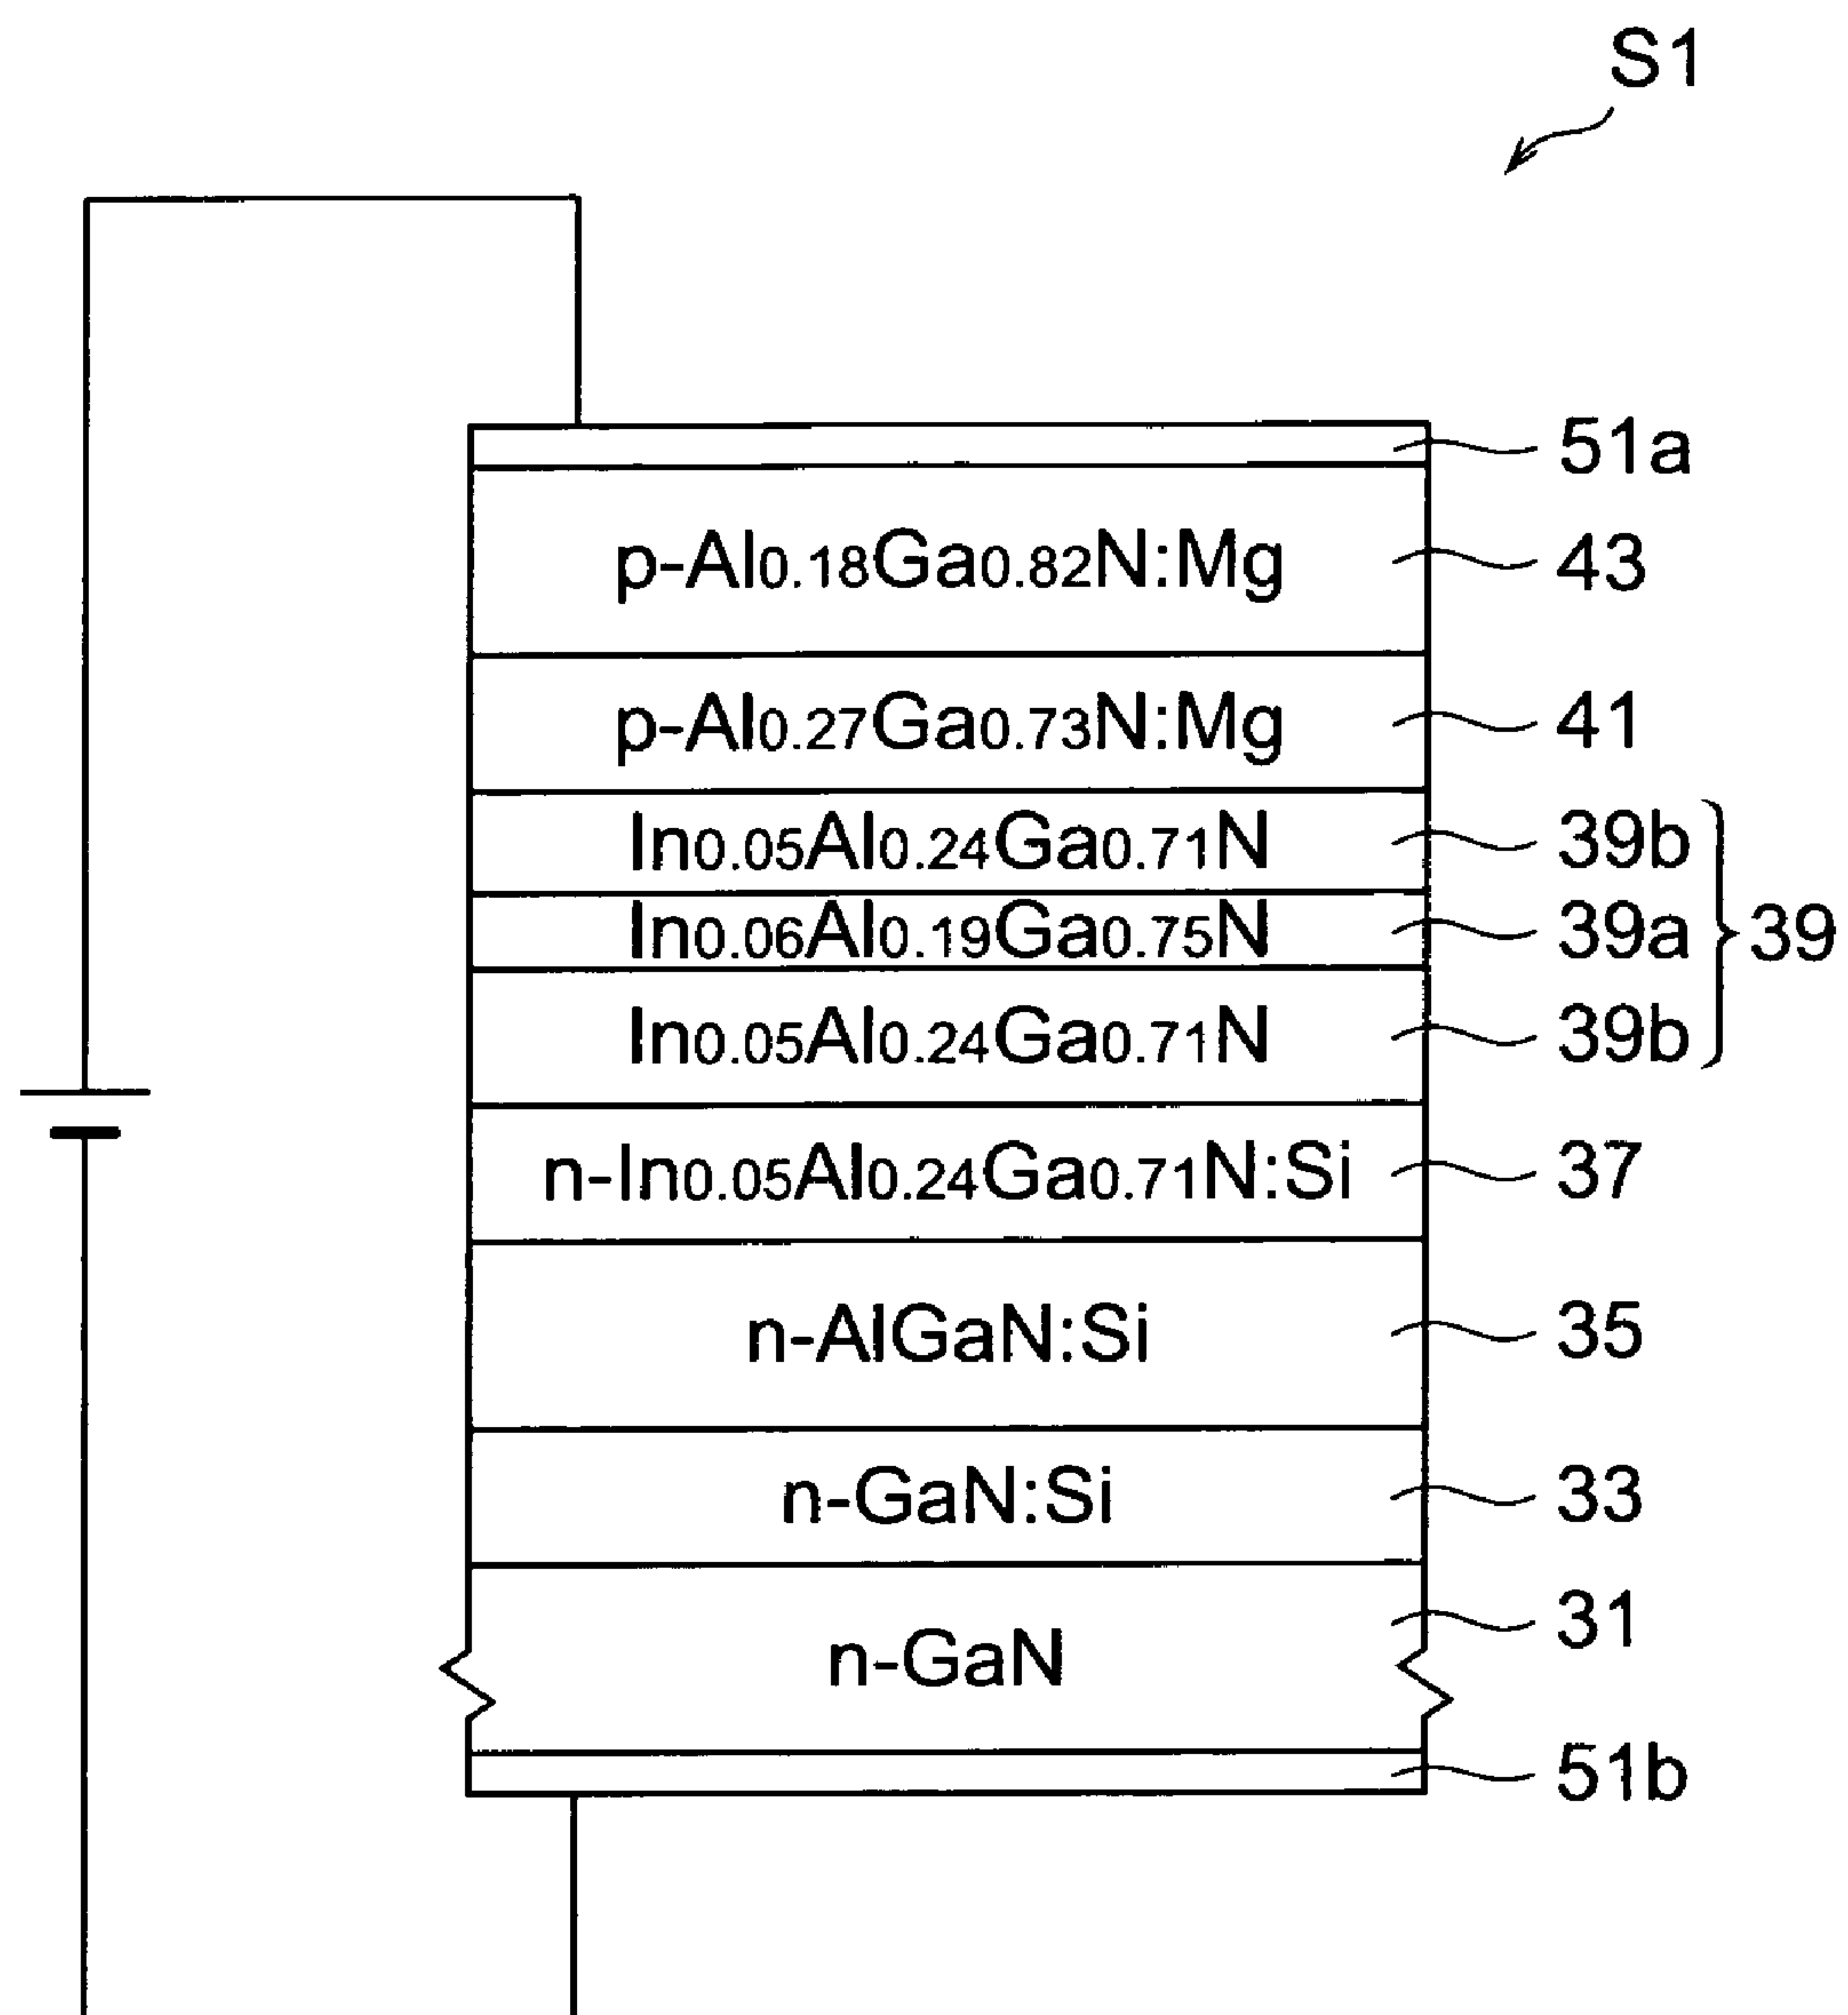 S1
51a
p-Al0.18Ga0.82N:Mg 43
p-Al0.27Ga0.73N:Mg 41
In0.05Al0.24Ga0.71N 39b
In0.06Al0.19Ga0.75N 39a 39
In0.05Al0.24Ga0.71N 39b
n-In0.05Al0.24Ga0.71N:Si 37
n-AlGaN:Si 35
n-GaN:Si 33
n-GaN 31
51b